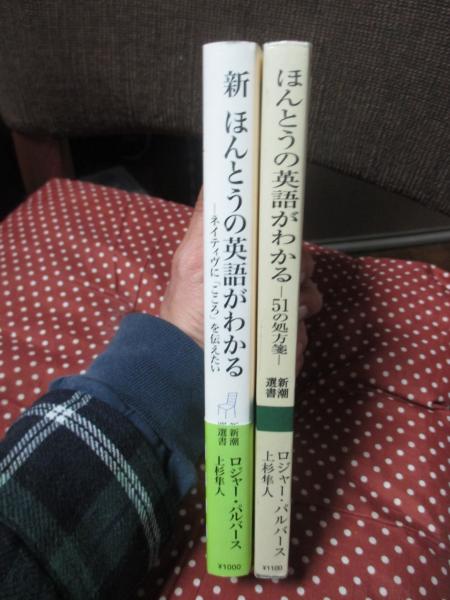 新 ほんとうの英語がわかる
―ネイティヴに「こころ」を伝えたい
新潮
選書
ロジャー・パルバース
上杉隼人
¥1000
ほんとうの英語がわかる
―51の処方箋―
新潮
選書
ロジャー・パルバース
上杉隼人
¥1100